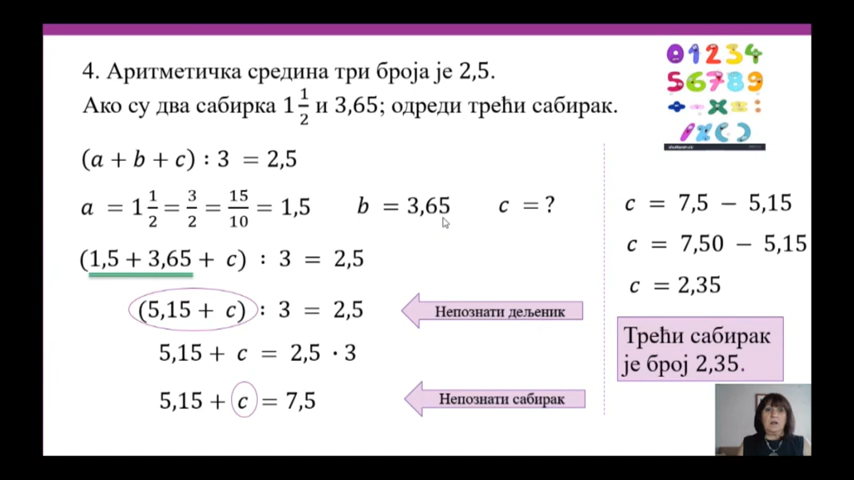 4. Аритметичка средина три броја је 2,5.
Ако су два сабирка 1 1/2 и 3,65; одреди трећи сабирак.
(a + b + c) : 3 = 2,5
a = 1 1/2 = 3/2 = 15/10 = 1,5 b = 3,65 c = ?
(1,5 + 3,65 + c) : 3 = 2,5
(5,15 + c) : 3 = 2,5
Непознати дељеник
5,15 + c = 2,5 · 3
5,15 + c = 7,5
Непознати сабирак
0 1 2 3 4
5 6 7 8 9
+ - × = :
/ % ( )
c = 7,5 − 5,15
c = 7,50 − 5,15
c = 2,35
Трећи сабирак
је број 2,35.